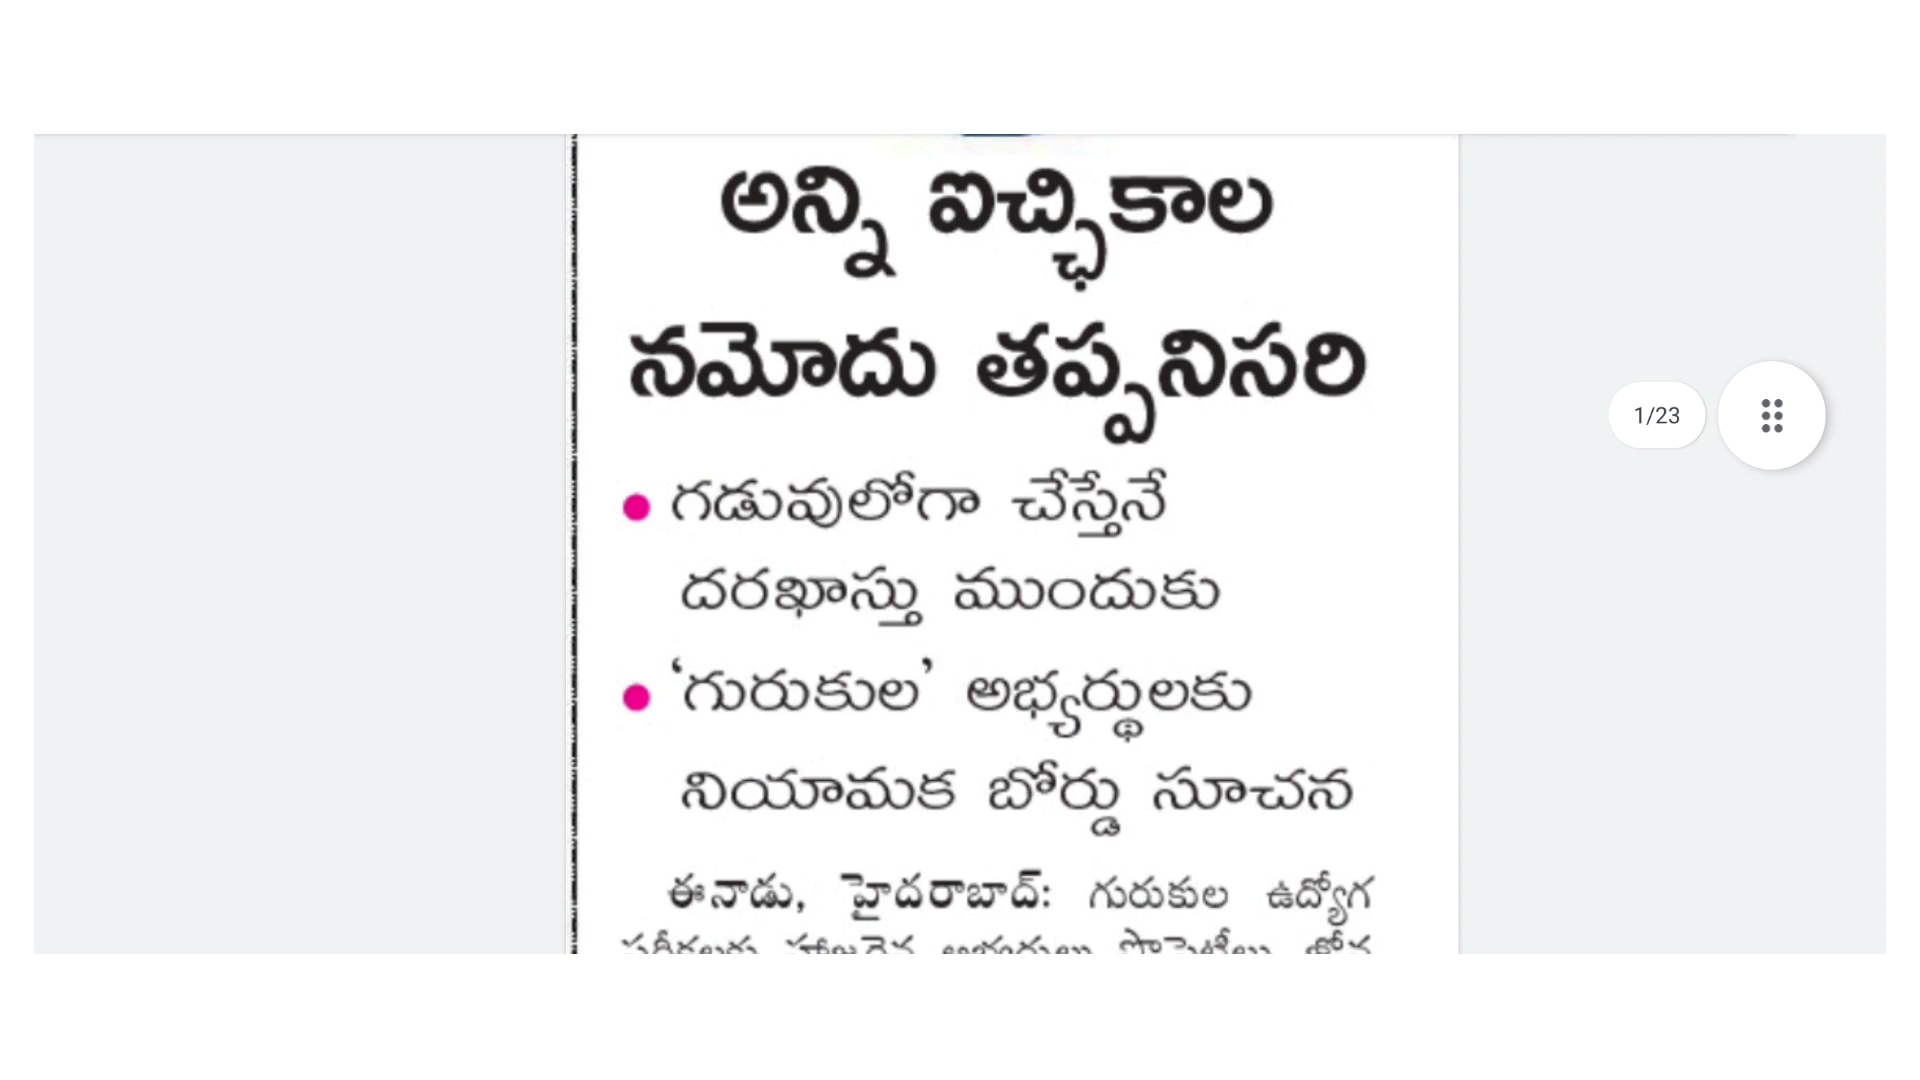 అన్ని ఐచ్ఛికాల
నమోదు తప్పనిసరి
● గడువులోగా చేస్తేనే
దరఖాస్తు ముందుకు
● ‘గురుకుల’ అభ్యర్థులకు
నియామక బోర్డు సూచన
ఈనాడు, హైదరాబాద్: గురుకుల ఉద్యోగ
1/23